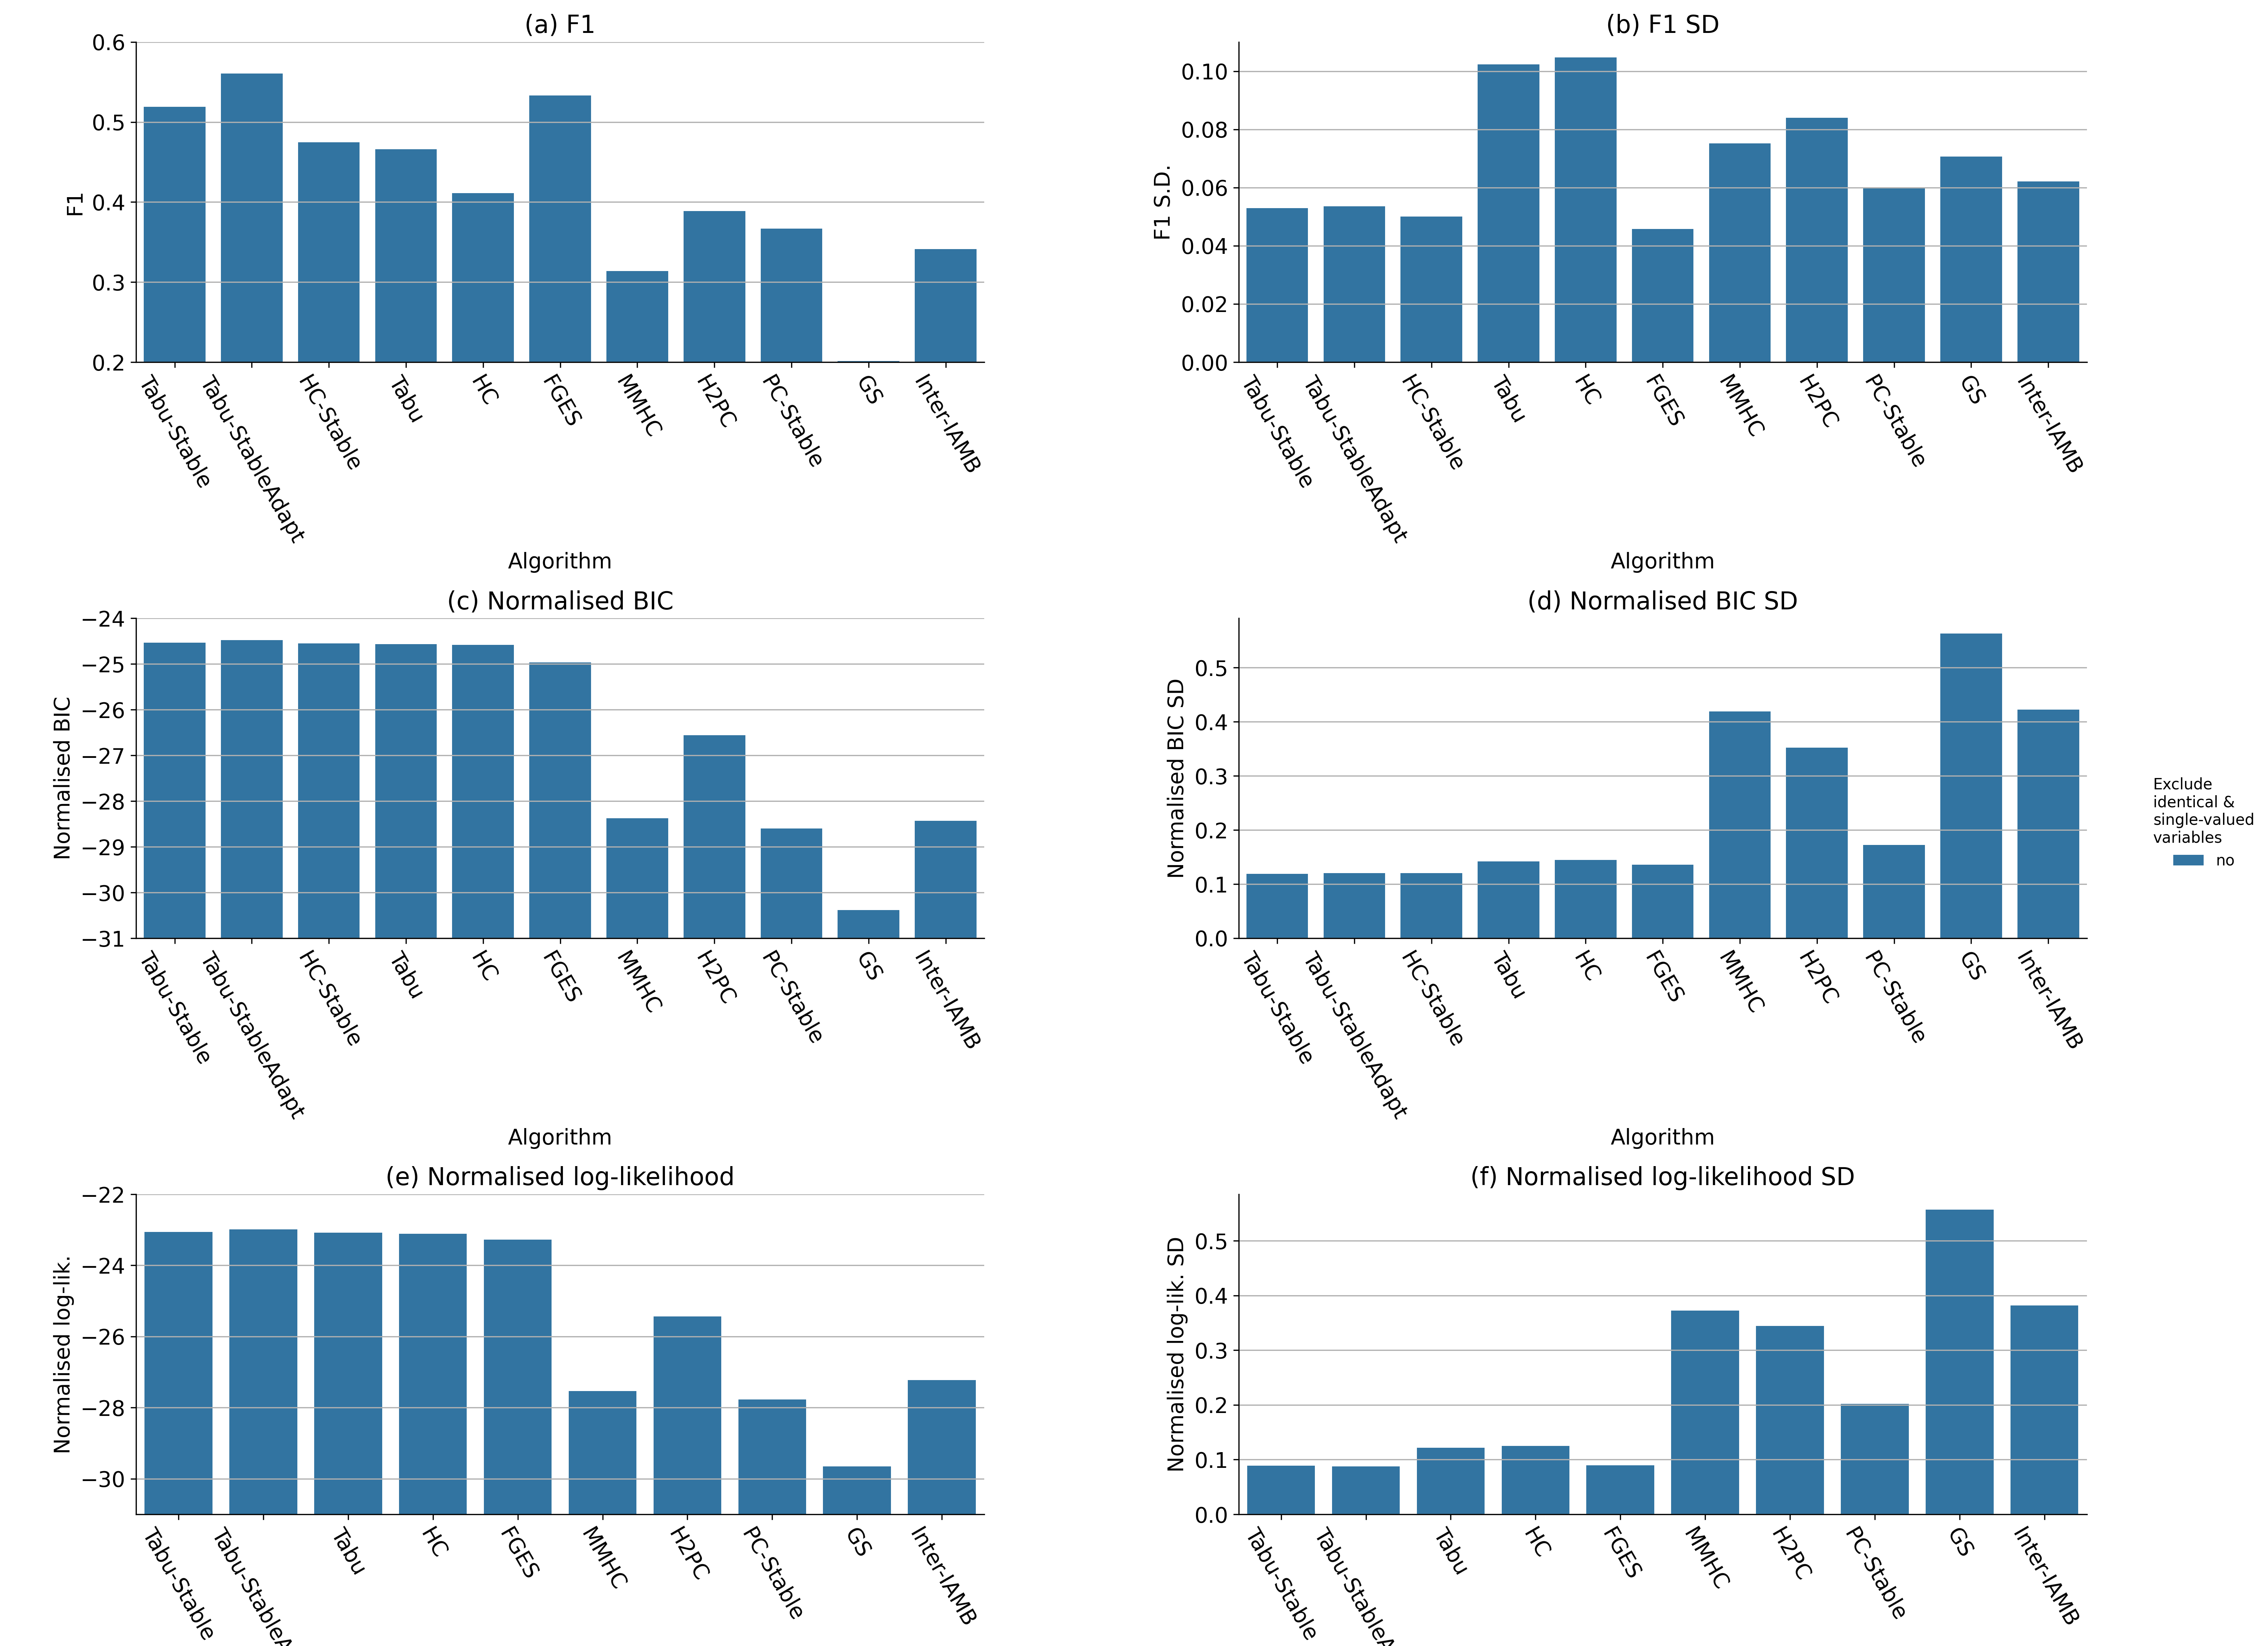 (a) F1
0.6
0.5
0.4
0.3
0.2
F1
Tabu-Stable
Tabu-StableAdapt
HC-Stable
Tabu
HC
FGES
MMHC
H2PC
PC-Stable
GS
Inter-IAMB
Algorithm
(b) F1 SD
0.10
0.08
0.06
0.04
0.02
0.00
F1 S.D.
Tabu-Stable
Tabu-StableAdapt
HC-Stable
Tabu
HC
FGES
MMHC
H2PC
PC-Stable
GS
Inter-IAMB
Algorithm
(c) Normalised BIC
−24
−25
−26
−27
−28
−29
−30
−31
Normalised BIC
Tabu-Stable
Tabu-StableAdapt
HC-Stable
Tabu
HC
FGES
MMHC
H2PC
PC-Stable
GS
Inter-IAMB
Algorithm
(d) Normalised BIC SD
0.5
0.4
0.3
0.2
0.1
0.0
Normalised BIC SD
Tabu-Stable
Tabu-StableAdapt
HC-Stable
Tabu
HC
FGES
MMHC
H2PC
PC-Stable
GS
Inter-IAMB
Algorithm
Exclude
identical &
single-valued
variables
no
(e) Normalised log-likelihood
−22
−24
−26
−28
−30
Normalised log-lik.
Tabu-Stable
Tabu-StableA
Tabu
HC
FGES
MMHC
H2PC
PC-Stable
GS
Inter-IAMB
(f) Normalised log-likelihood SD
0.5
0.4
0.3
0.2
0.1
0.0
Normalised log-lik. SD
Tabu-Stable
Tabu-StableA
Tabu
HC
FGES
MMHC
H2PC
PC-Stable
GS
Inter-IAMB